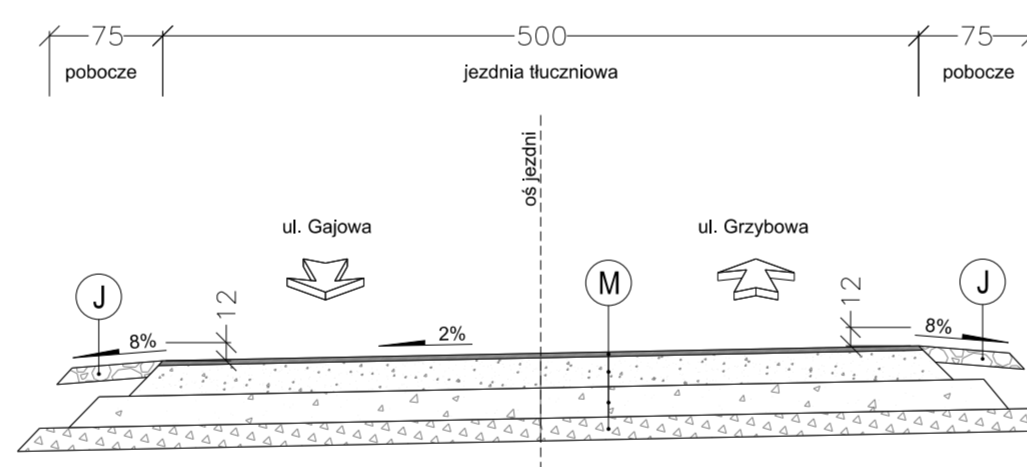 75
500
75
pobocze
jezdnia tłuczniowa
pobocze
oś jezdni
ul. Gajowa
ul. Grzybowa
J
12
M
12
J
8%
2%
8%